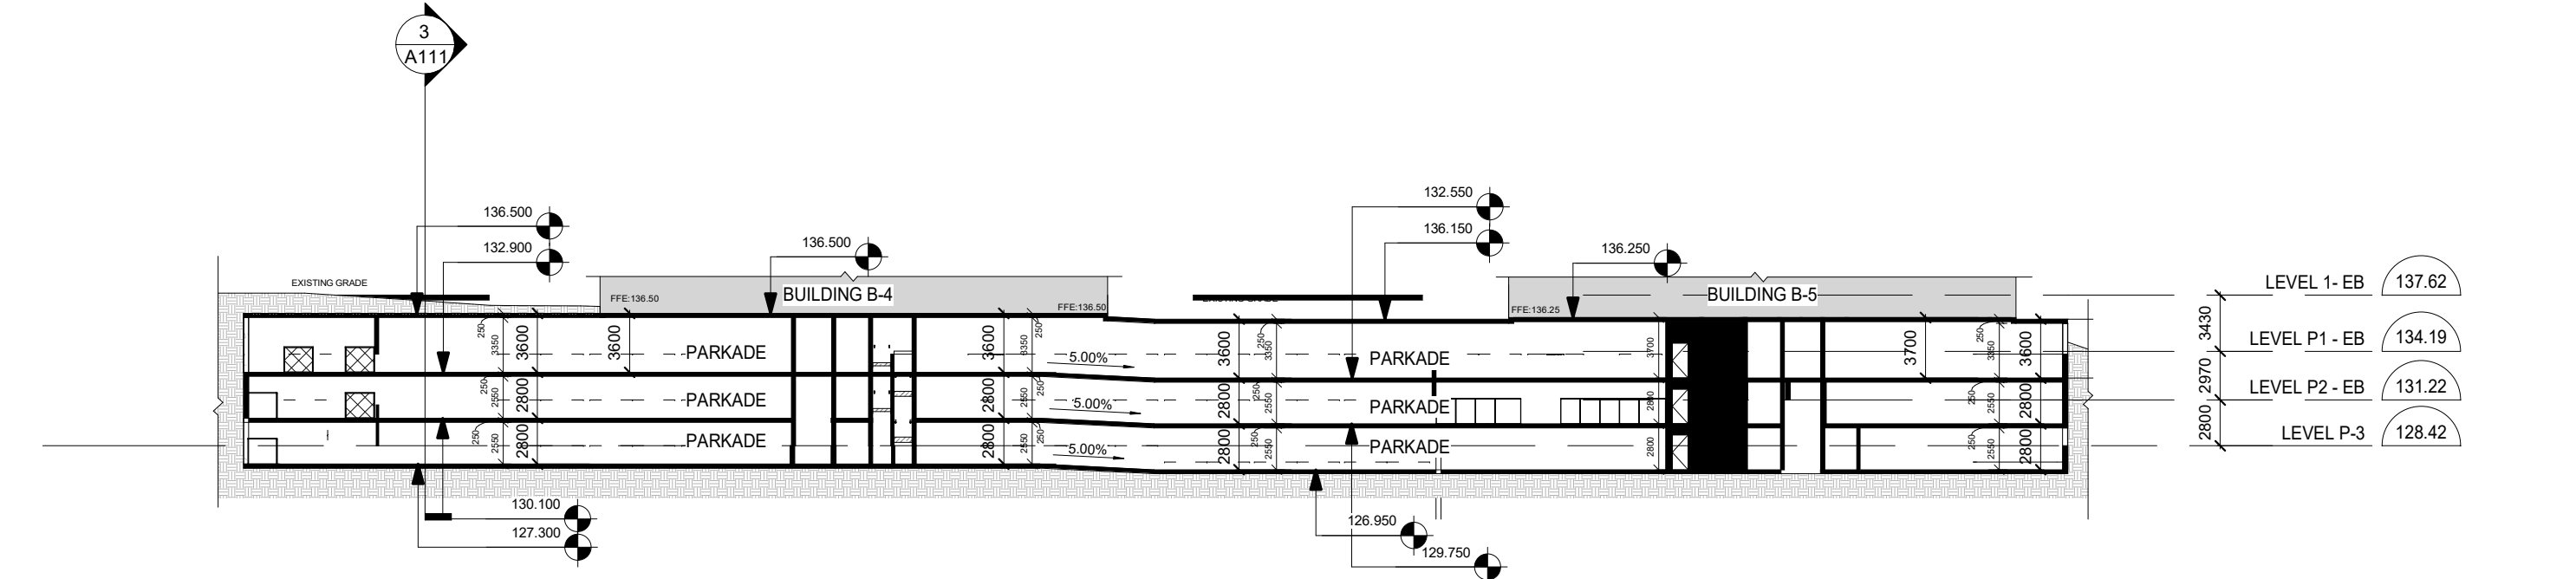 3
A111
136.500
132.900
136.500
132.550
136.150
136.250
EXISTING GRADE
BUILDING B-4
FFE:136.50
FFE:136.50
BUILDING B-5
FFE:136.25
LEVEL 1- EB 137.62
3430
LEVEL P1 - EB 134.19
2970
LEVEL P2 - EB 131.22
2800
LEVEL P-3 128.42
250 3350 3600 3600 PARKADE 3600 3350 250 5.00% 3600 250 3350 PARKADE 3700 3700 250 3350 3600
250 2550 2800 PARKADE 2800 2550 250 5.00% 2800 250 2550 PARKADE 2800 250 2550 2800
250 2550 2800 PARKADE 2800 2550 250 5.00% 2800 250 2550 PARKADE 2800 250 2550 2800
130.100
127.300
126.950
129.750